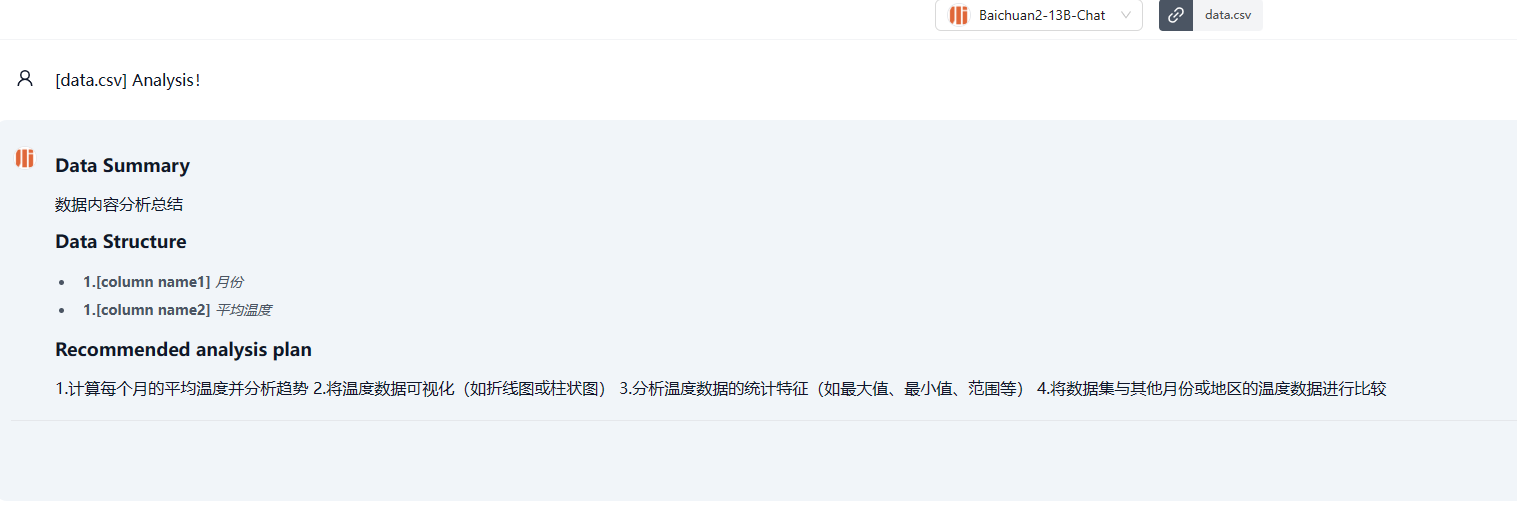 Baichuan2-13B-Chat
data.csv
[data.csv] Analysis！
Data Summary
数据内容分析总结
Data Structure
• 1.[column name1] 月份
• 1.[column name2] 平均温度
Recommended analysis plan
1.计算每个月的平均温度并分析趋势 2.将温度数据可视化（如折线图或柱状图） 3.分析温度数据的统计特征（如最大值、最小值、范围等） 4.将数据集与其他月份或地区的温度数据进行比较